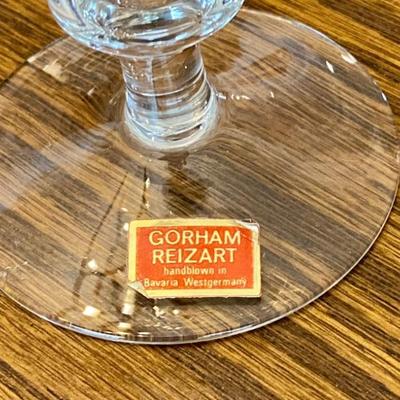 GORHAM
REIZART
handblown in
Bavaria Westgermany